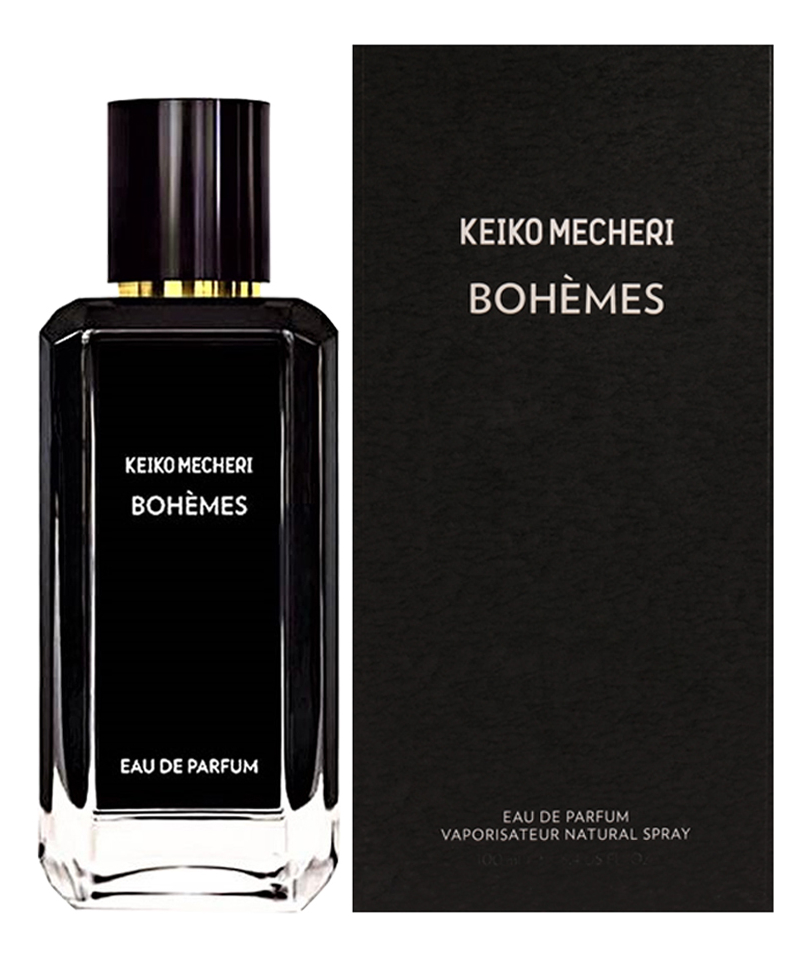 KEIKO MECHERI
BOHÈMES
EAU DE PARFUM
KEIKO MECHERI
BOHÈMES
EAU DE PARFUM
VAPORISATEUR NATURAL SPRAY